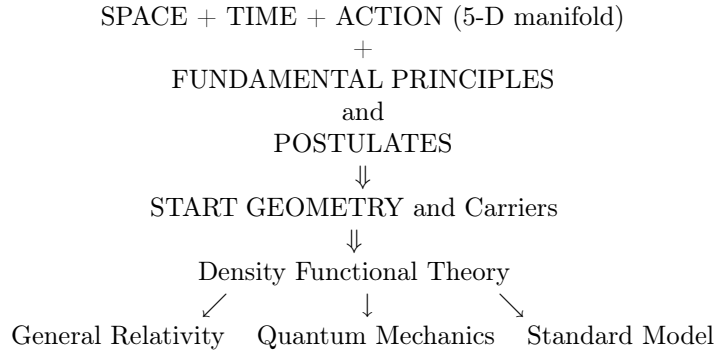 SPACE + TIME + ACTION (5-D manifold)
+
FUNDAMENTAL PRINCIPLES
and
POSTULATES
⇓
START GEOMETRY and Carriers
⇓
Density Functional Theory
↙ ↓ ↘
General Relativity Quantum Mechanics Standard Model